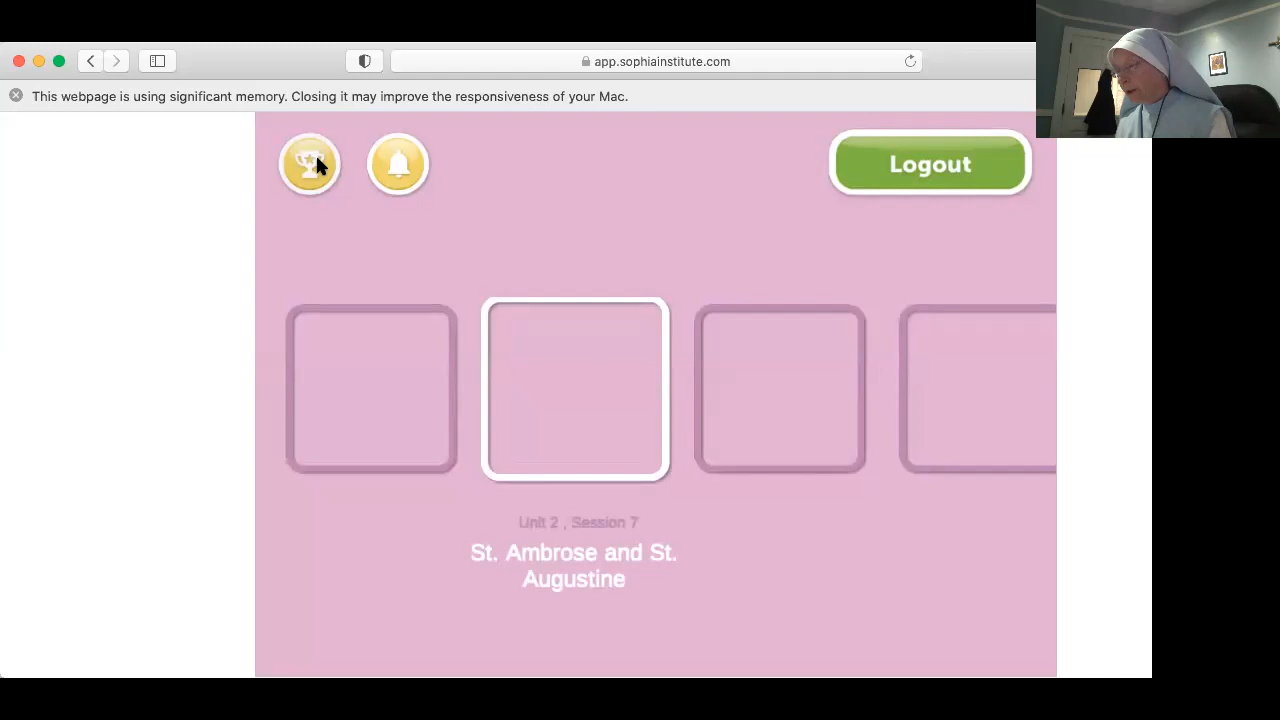 app.sophiainstitute.com
This webpage is using significant memory. Closing it may improve the responsiveness of your Mac.
Logout
Unit 2 , Session 7
St. Ambrose and St.
Augustine